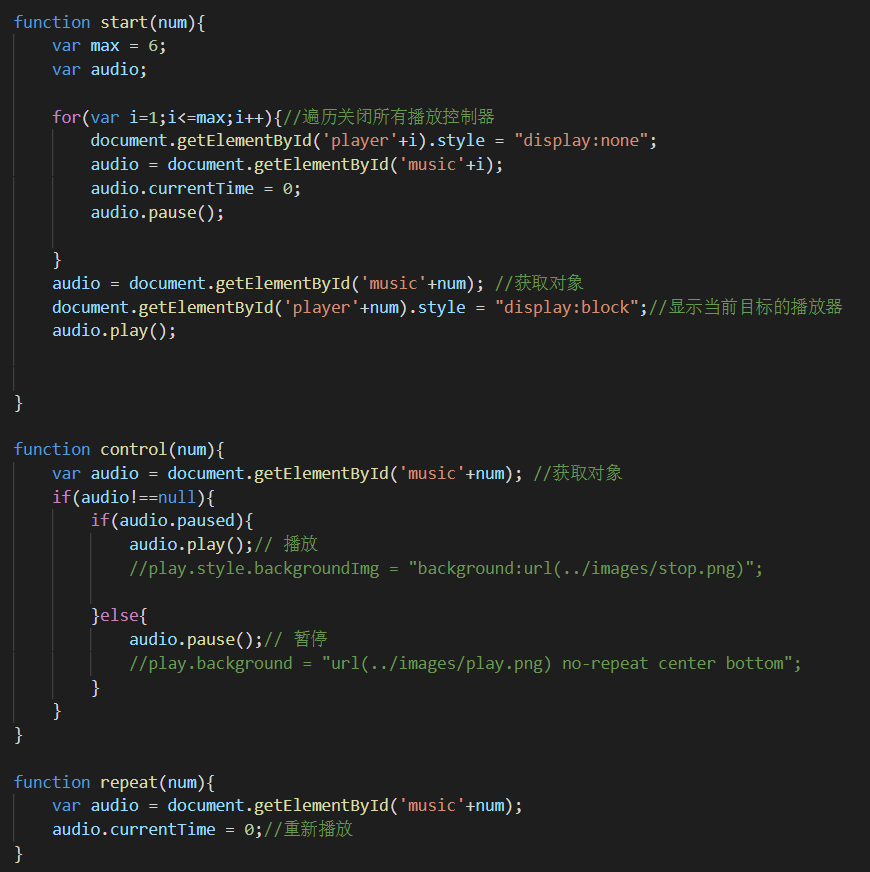 function start(num){
    var max = 6;
    var audio;
    for(var i=1;i<=max;i++){//遍历关闭所有播放控制器
        document.getElementById('player'+i).style = "display:none";
        audio = document.getElementById('music'+i);
        audio.currentTime = 0;
        audio.pause();
    }
    audio = document.getElementById('music'+num); //获取对象
    document.getElementById('player'+num).style = "display:block";//显示当前目标的播放器
    audio.play();
}
function control(num){
    var audio = document.getElementById('music'+num); //获取对象
    if(audio!==null){
        if(audio.paused){
            audio.play();// 播放
            //play.style.backgroundImg = "background:url(../images/stop.png)";
        }else{
            audio.pause();// 暂停
            //play.background = "url(../images/play.png) no-repeat center bottom";
        }
    }
}
function repeat(num){
    var audio = document.getElementById('music'+num);
    audio.currentTime = 0;//重新播放
}